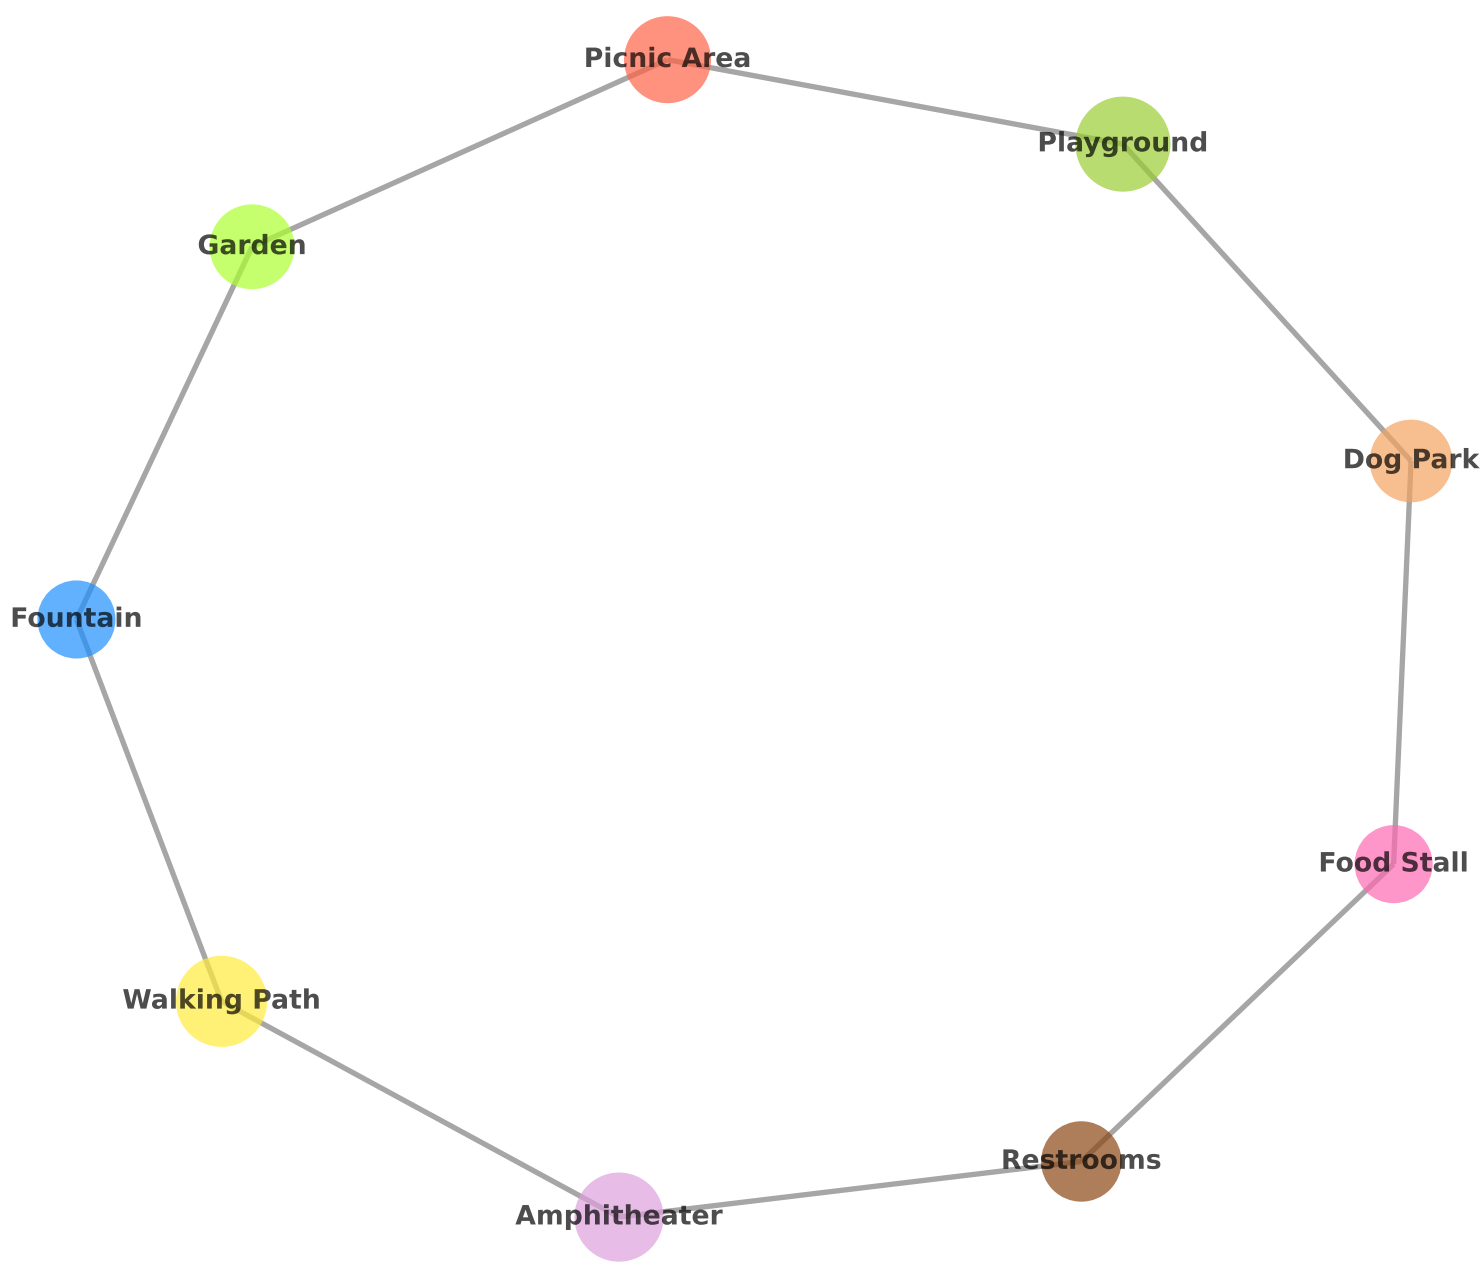 Picnic Area
Playground
Garden
Dog Park
Fountain
Food Stall
Walking Path
Restrooms
Amphitheater